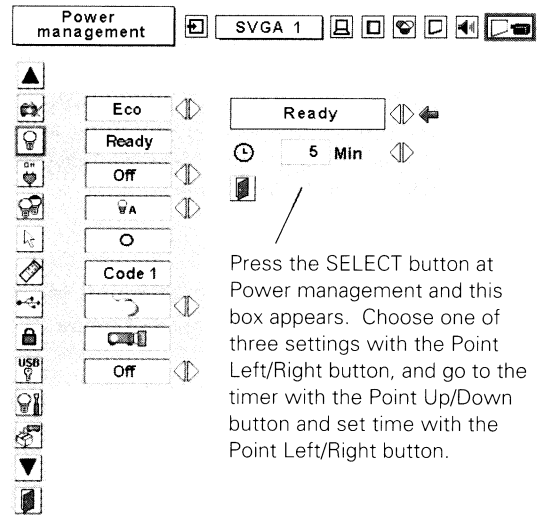 Power
management
SVGA 1
Eco
Ready
Off
A
Code 1
Off
ON
USB
Ready
5 Min
Press the SELECT button at
Power management and this
box appears. Choose one of
three settings with the Point
Left/Right button, and go to the
timer with the Point Up/Down
button and set time with the
Point Left/Right button.